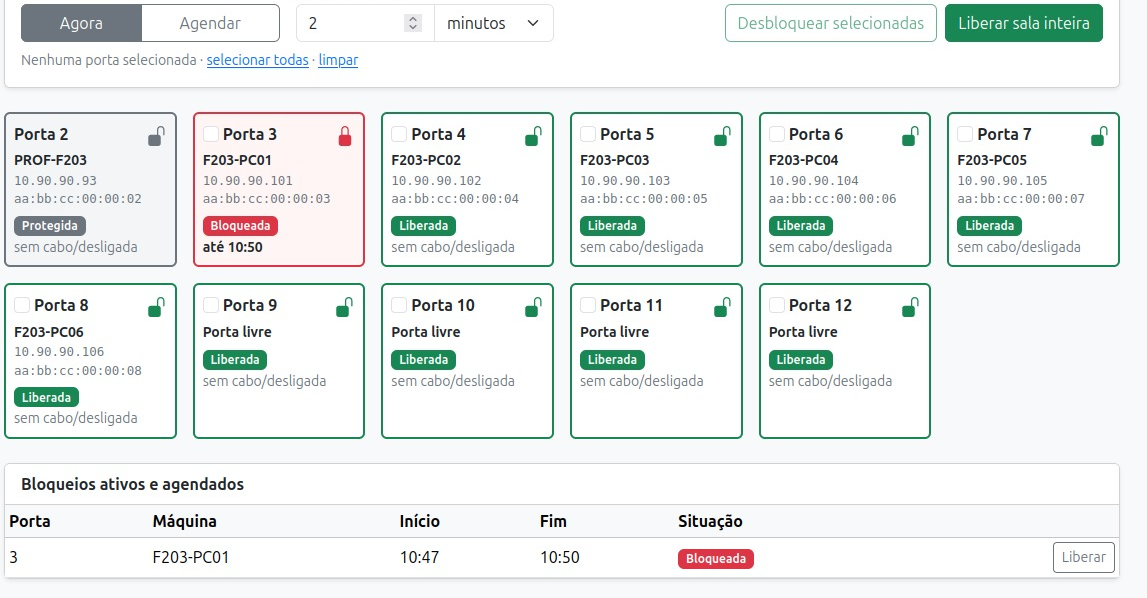 Agora Agendar 2 minutos Desbloquear selecionadas Liberar sala inteira
Nenhuma porta selecionada · selecionar todas · limpar
Porta 2
PROF-F203
10.90.90.93
aa:bb:cc:00:00:02
Protegida
sem cabo/desligada
Porta 3
F203-PC01
10.90.90.101
aa:bb:cc:00:00:03
Bloqueada
até 10:50
Porta 4
F203-PC02
10.90.90.102
aa:bb:cc:00:00:04
Liberada
sem cabo/desligada
Porta 5
F203-PC03
10.90.90.103
aa:bb:cc:00:00:05
Liberada
sem cabo/desligada
Porta 6
F203-PC04
10.90.90.104
aa:bb:cc:00:00:06
Liberada
sem cabo/desligada
Porta 7
F203-PC05
10.90.90.105
aa:bb:cc:00:00:07
Liberada
sem cabo/desligada
Porta 8
F203-PC06
10.90.90.106
aa:bb:cc:00:00:08
Liberada
sem cabo/desligada
Porta 9
Porta livre
Liberada
sem cabo/desligada
Porta 10
Porta livre
Liberada
sem cabo/desligada
Porta 11
Porta livre
Liberada
sem cabo/desligada
Porta 12
Porta livre
Liberada
sem cabo/desligada
Bloqueios ativos e agendados
Porta Máquina Início Fim Situação
3 F203-PC01 10:47 10:50 Bloqueada Liberar